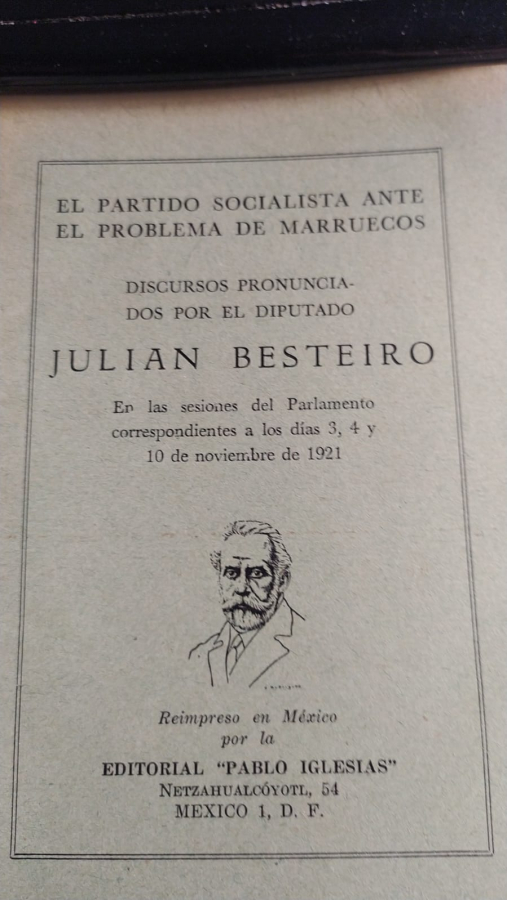 EL PARTIDO SOCIALISTA ANTE
EL PROBLEMA DE MARRUECOS
DISCURSOS PRONUNCIA-
DOS POR EL DIPUTADO
JULIAN BESTEIRO
En las sesiones del Parlamento
correspondientes a los días 3, 4 y
10 de noviembre de 1921
Reimpreso en México
por la
EDITORIAL "PABLO IGLESIAS"
NETZAHUALCÓYOTL, 54
MEXICO 1, D. F.